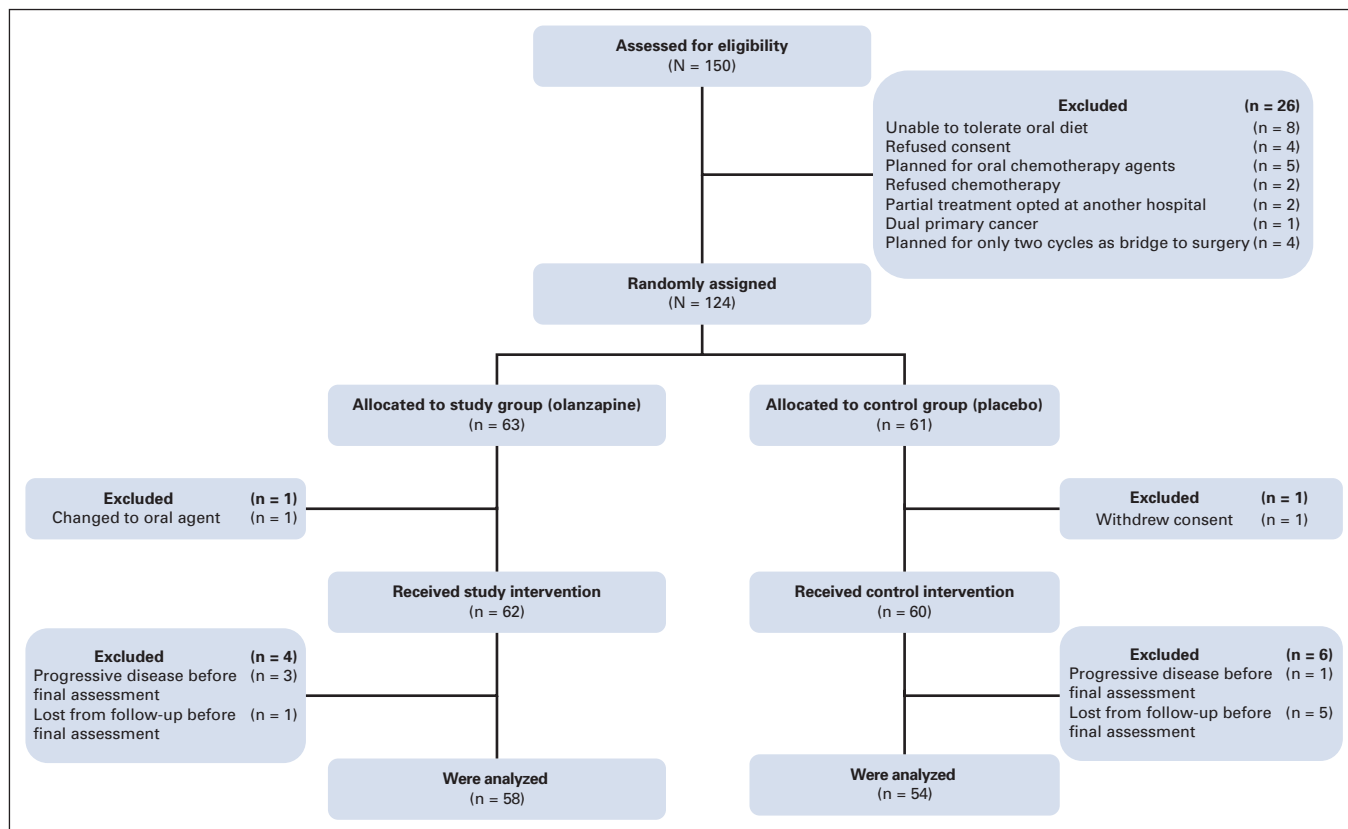 Assessed for eligibility
(N = 150)
Excluded (n = 26)
Unable to tolerate oral diet (n = 8)
Refused consent (n = 4)
Planned for oral chemotherapy agents (n = 5)
Refused chemotherapy (n = 2)
Partial treatment opted at another hospital (n = 2)
Dual primary cancer (n = 1)
Planned for only two cycles as bridge to surgery (n = 4)
Randomly assigned
(N = 124)
Allocated to study group (olanzapine)
(n = 63)
Allocated to control group (placebo)
(n = 61)
Excluded (n = 1)
Changed to oral agent (n = 1)
Excluded (n = 1)
Withdrew consent (n = 1)
Received study intervention
(n = 62)
Received control intervention
(n = 60)
Excluded (n = 4)
Progressive disease before (n = 3)
final assessment
Lost from follow-up before (n = 1)
final assessment
Excluded (n = 6)
Progressive disease before (n = 1)
final assessment
Lost from follow-up before (n = 5)
final assessment
Were analyzed
(n = 58)
Were analyzed
(n = 54)